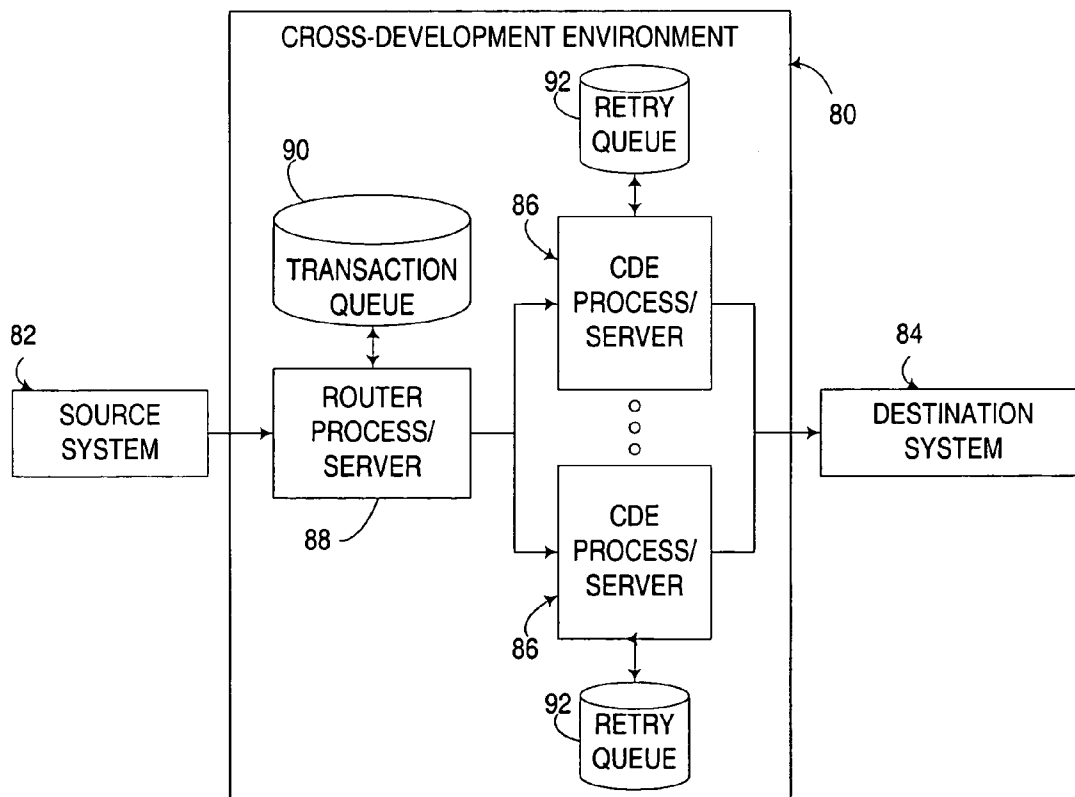 CROSS-DEVELOPMENT ENVIRONMENT
80
92
RETRY
QUEUE
90
TRANSACTION
QUEUE
86
CDE
PROCESS/
SERVER
82
SOURCE
SYSTEM
ROUTER
PROCESS/
SERVER
88
84
DESTINATION
SYSTEM
CDE
PROCESS/
SERVER
86
92
RETRY
QUEUE